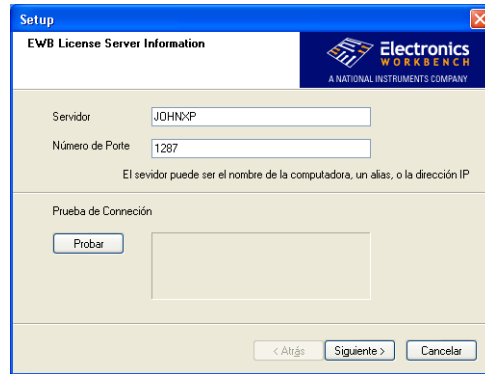 Setup
EWB License Server Information
Electronics
WORKBENCH
A NATIONAL INSTRUMENTS COMPANY
Servidor
JOHNXP
Número de Porte
1287
El sevidor puede ser el nombre de la computadora, un alias, o la dirección IP
Prueba de Conneción
Probar
< Atrás
Siguiente >
Cancelar